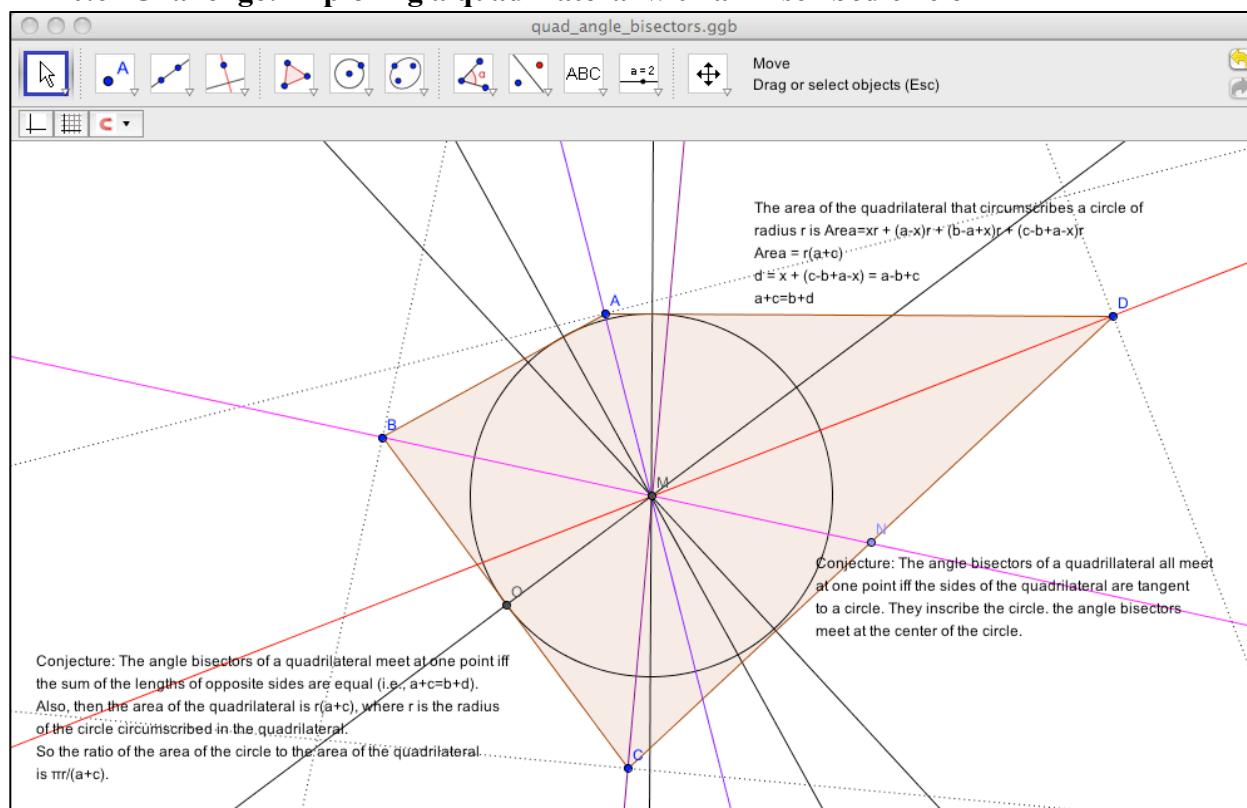 quad_angle_bisectors.ggb
A
α
ABC
a = 2
Move
Drag or select objects (Esc)
The area of the quadrilateral that circumscribes a circle of
radius r is Area=xr + (a-x)r + (b-a+x)r + (c-b+a-x)r
Area = r(a+c)
d = x + (c-b+a-x) = a-b+c
a+c=b+d
A
D
B
M
N
O
C
Conjecture: The angle bisectors of a quadrillateral all meet
at one point iff the sides of the quadrilateral are tangent
to a circle. They inscribe the circle. the angle bisectors
meet at the center of the circle.
Conjecture: The angle bisectors of a quadrilateral meet at one point iff
the sum of the lengths of opposite sides are equal (i.e., a+c=b+d).
Also, then the area of the quadrilateral is r(a+c), where r is the radius
of the circle circumscribed in the quadrilateral.
So the ratio of the area of the circle to the area of the quadrilateral
is πr/(a+c).